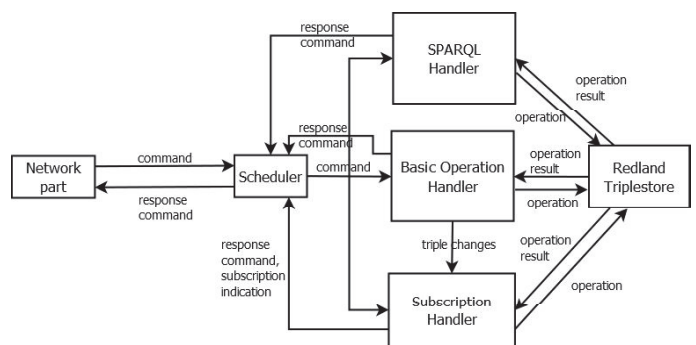 response
command
SPARQL
Handler
operation
result
operation
response
command
Network
part
command
response
command
Scheduler
command
Basic Operation
Handler
operation
result
operation
Redland
Triplestore
triple changes
response
command,
subscription
indication
operation
result
operation
Subscription
Handler